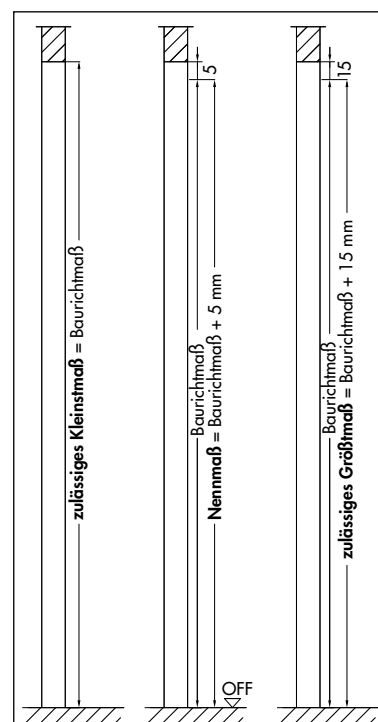 zulässiges Kleinstmaß = Baurichtmaß
5
Baurichtmaß
Nennmaß = Baurichtmaß + 5 mm
15
Baurichtmaß
zulässiges Größtmaß = Baurichtmaß + 15 mm
OFF